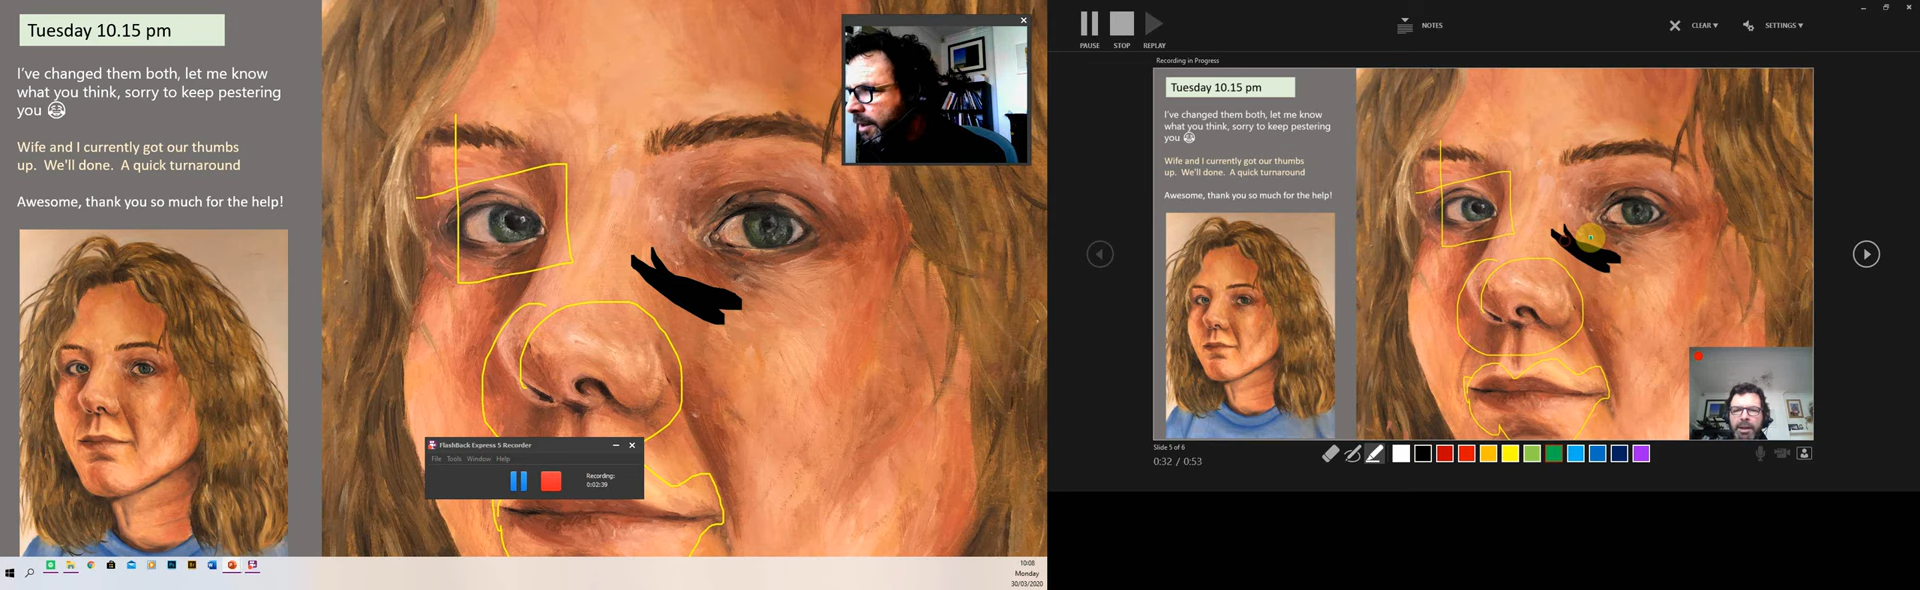 Tuesday 10.15 pm
I've changed them both, let me know
what you think, sorry to keep pestering
you
Wife and I currently got our thumbs
up.  We'll done.  A quick turnaround
Awesome, thank you so much for the help!
FlashBack Express 5 Recorder
File Tools Window Help
Recording:
0:02:39
10:08
Monday
30/03/2020
PAUSE STOP REPLAY
NOTES
CLEAR
SETTINGS
Recording in Progress
Tuesday 10.15 pm
I've changed them both, let me know
what you think, sorry to keep pestering
you
Wife and I currently got our thumbs
up.  We'll done.  A quick turnaround
Awesome, thank you so much for the help!
Slide 5 of 6
0:32 / 0:53